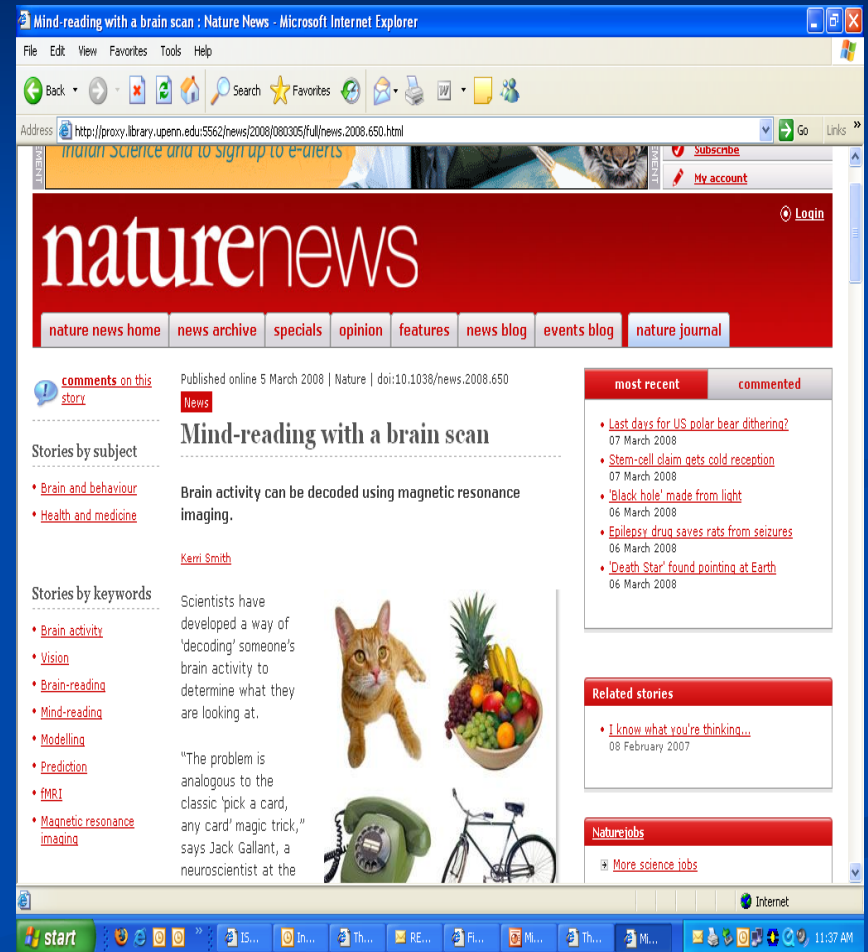 Mind-reading with a brain scan : Nature News - Microsoft Internet Explorer
File Edit View Favorites Tools Help
Back Search Favorites
Address http://proxy.library.upenn.edu:5562/news/2008/080305/full/news.2008.650.html Go Links »
Indian Science and to sign up to e-alerts
Subscribe
My account
Login
naturenews
nature news home news archive specials opinion features news blog events blog nature journal
comments on this
story
Stories by subject
• Brain and behaviour
• Health and medicine
Stories by keywords
• Brain activity
• Vision
• Brain-reading
• Mind-reading
• Modelling
• Prediction
• fMRI
• Magnetic resonance
imaging
Published online 5 March 2008 | Nature | doi:10.1038/news.2008.650
News
Mind-reading with a brain scan
Brain activity can be decoded using magnetic resonance
imaging.
Kerri Smith
Scientists have
developed a way of
'decoding' someone's
brain activity to
determine what they
are looking at.
"The problem is
analogous to the
classic 'pick a card,
any card' magic trick,"
says Jack Gallant, a
neuroscientist at the
most recent commented
• Last days for US polar bear dithering?
07 March 2008
• Stem-cell claim gets cold reception
07 March 2008
• 'Black hole' made from light
06 March 2008
• Epilepsy drug saves rats from seizures
06 March 2008
• 'Death Star' found pointing at Earth
06 March 2008
Related stories
• I know what you're thinking...
08 February 2007
Naturejobs
More science jobs
Internet
start » IS... In... Th... RE... Fi... Mi... Th... Mi... 11:37 AM